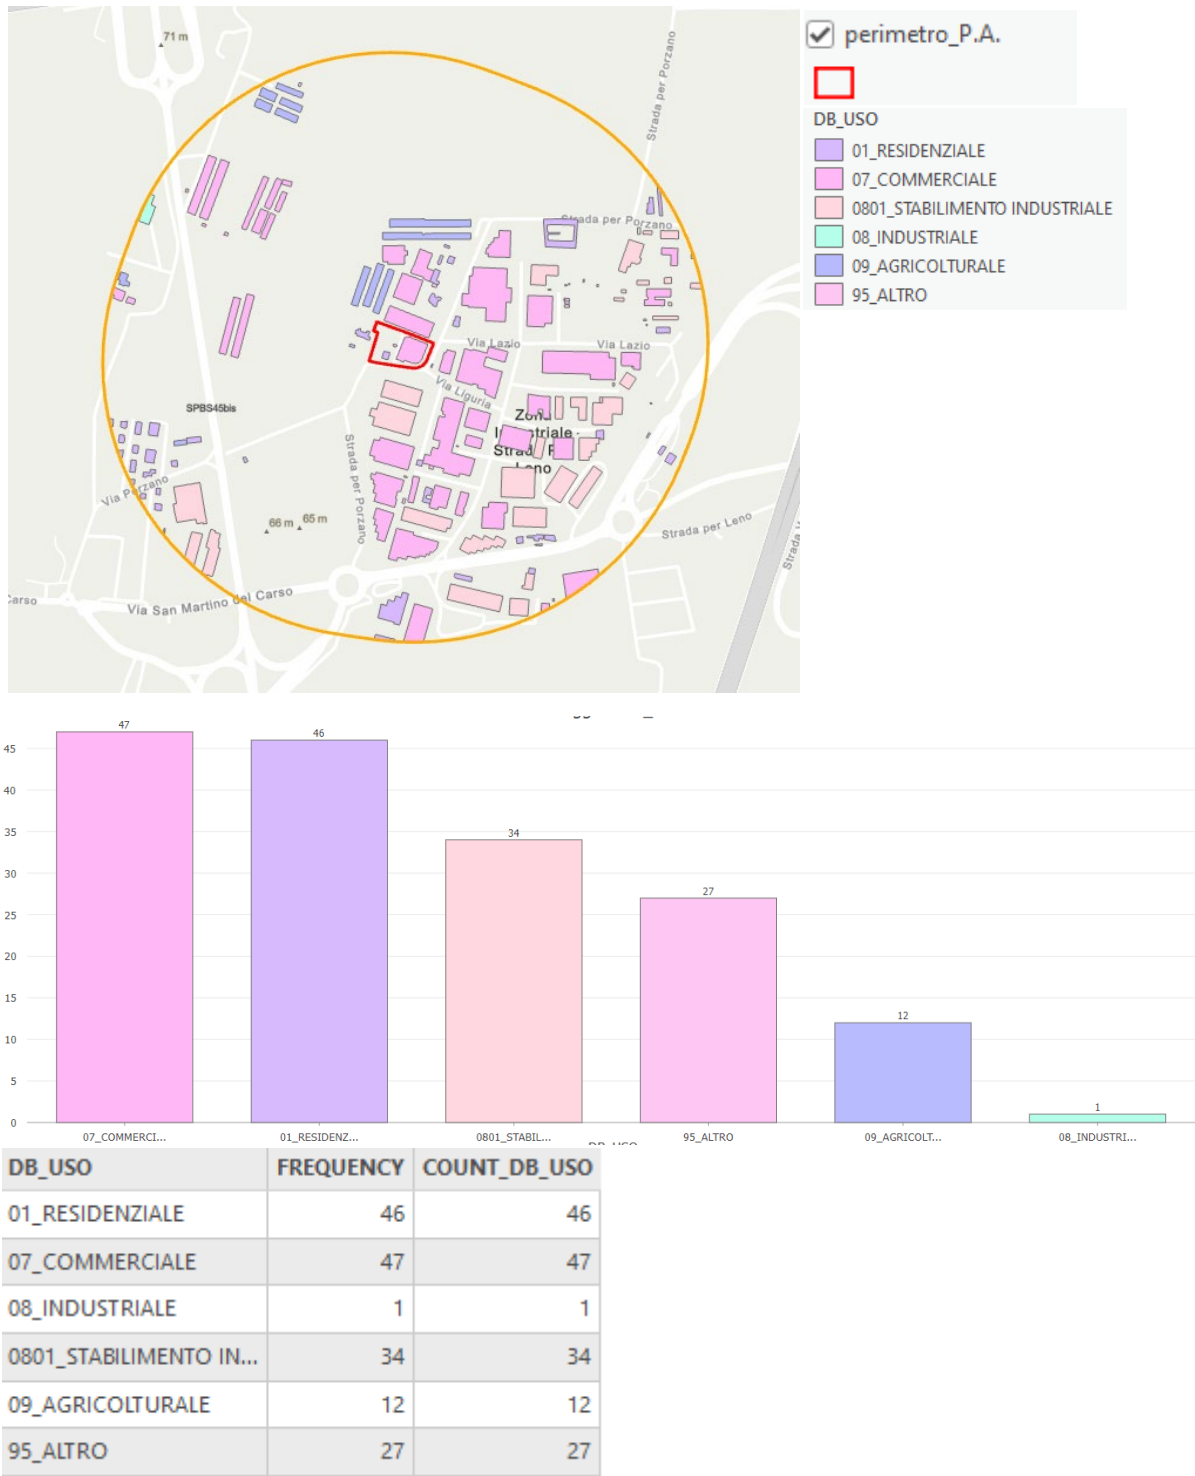 71 m
Strada per Porzano
Strada per Porzano
Via Lazio
Via Lazio
Via Liguria
SPBS45bis
Strada per Porzano
Via Porzano
66 m
65 m
Strada per Leno
Strada
Carso
Via San Martino del Carso
perimetro_P.A.
DB_USO
01_RESIDENZIALE
07_COMMERCIALE
0801_STABILIMENTO INDUSTRIALE
08_INDUSTRIALE
09_AGRICOLTURALE
95_ALTRO
47
46
34
27
12
1
45
40
35
30
25
20
15
10
5
0
07_COMMERCI...
01_RESIDENZ...
0801_STABIL...
95_ALTRO
09_AGRICOLT...
08_INDUSTRI...
DB_USO FREQUENCY COUNT_DB_USO
01_RESIDENZIALE 46 46
07_COMMERCIALE 47 47
08_INDUSTRIALE 1 1
0801_STABILIMENTO IN... 34 34
09_AGRICOLTURALE 12 12
95_ALTRO 27 27